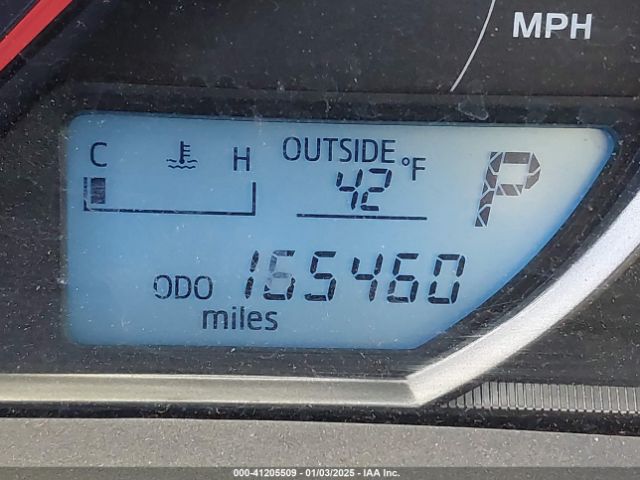 MPH
C H OUTSIDE °F
42 P
ODO 165460
miles
000-41205509 - 01/03/2025 - IAA Inc.